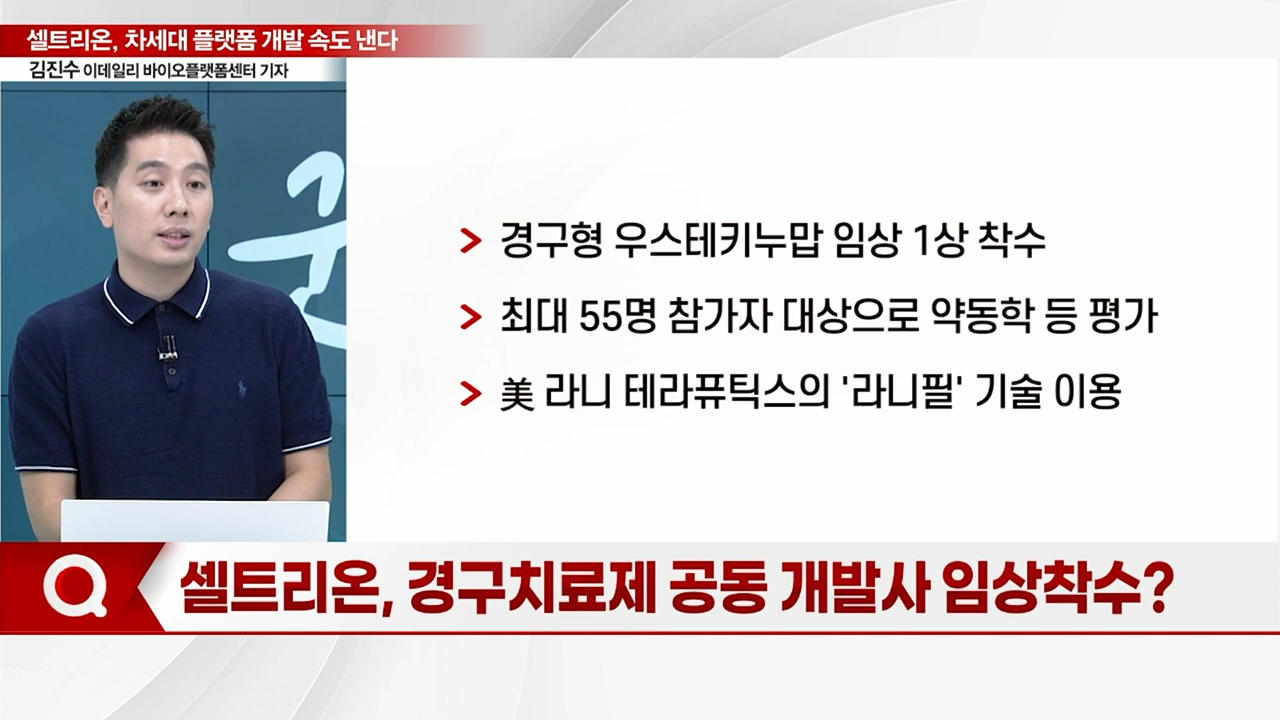 셀트리온, 차세대 플랫폼 개발 속도 낸다
김진수 이데일리 바이오플랫폼센터 기자
> 경구형 우스테키누맙 임상 1상 착수
> 최대 55명 참가자 대상으로 약동학 등 평가
> 美 라니 테라퓨틱스의 '라니필' 기술 이용
Q 셀트리온, 경구치료제 공동 개발사 임상착수?